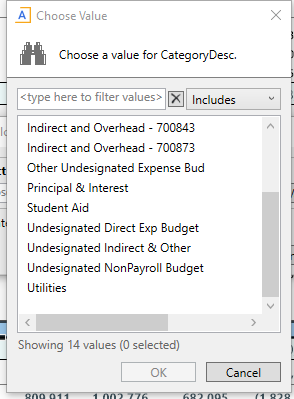 Choose Value
Choose a value for CategoryDesc.
<type here to filter values>
Includes
Indirect and Overhead - 700843
Indirect and Overhead - 700873
Other Undesignated Expense Bud
Principal & Interest
Student Aid
Undesignated Direct Exp Budget
Undesignated Indirect & Other
Undesignated NonPayroll Budget
Utilities
Showing 14 values (0 selected)
OK Cancel
809,911 1,002,776 682,095 (1,828